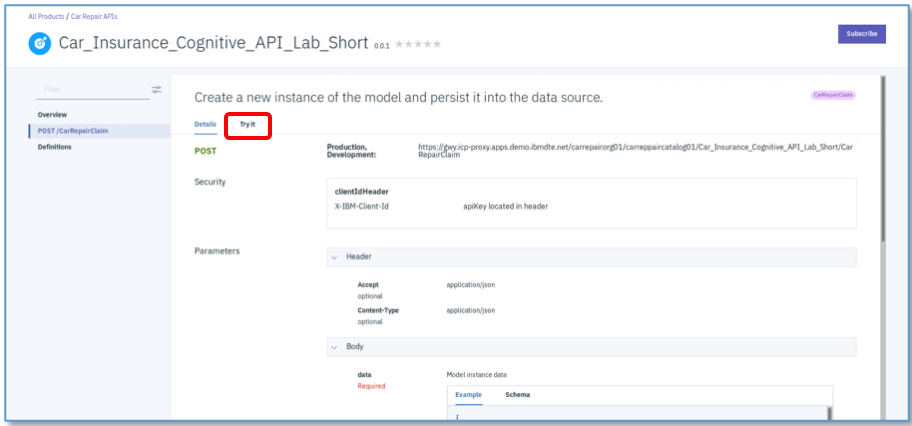 All Products / Car Repair APIs
Car_Insurance_Cognitive_API_Lab_Short 0.0.1
Subscribe
Filter
Overview
POST /CarRepairClaim
Definitions
Create a new instance of the model and persist it into the data source.
CarRepairClaim
Details Try it
POST
Production, Development:
https://gwy.icp-proxy.apps.demo.ibmdte.net/carrepairorg01/carreppaircatalog01/Car_Insurance_Cognitive_API_Lab_Short/Car
RepairClaim
Security
clientIdHeader
X-IBM-Client-Id apiKey located in header
Parameters
Header
Accept application/json
optional
Content-Type application/json
optional
Body
data Model instance data
Required
Example Schema
{